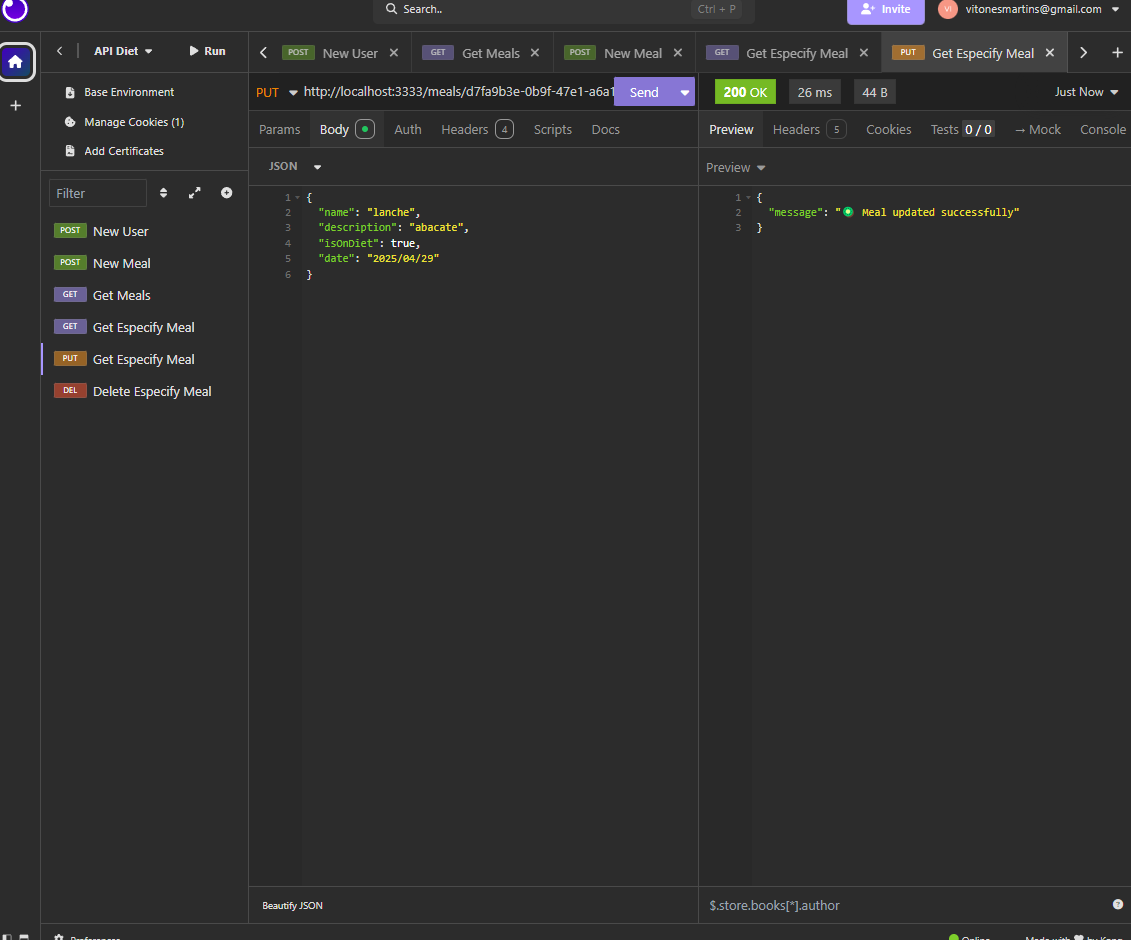 Search..
Ctrl + P
Invite
VI
vitonesmartins@gmail.com
API Diet
Run
POST New User
GET Get Meals
POST New Meal
GET Get Especify Meal
PUT Get Especify Meal
Base Environment
Manage Cookies (1)
Add Certificates
Filter
POST New User
POST New Meal
GET Get Meals
GET Get Especify Meal
PUT Get Especify Meal
DEL Delete Especify Meal
PUT http://localhost:3333/meals/d7fa9b3e-0b9f-47e1-a6a1
Send
Params Body Auth Headers 4 Scripts Docs
JSON
1 {
2 "name": "lanche",
3 "description": "abacate",
4 "isOnDiet": true,
5 "date": "2025/04/29"
6 }
Beautify JSON
200 OK
26 ms
44 B
Just Now
Preview Headers 5 Cookies Tests 0 / 0 → Mock Console
Preview
1 {
2 "message": " Meal updated successfully"
3 }
$.store.books[*].author
Preferences
Online
Made with by Kong